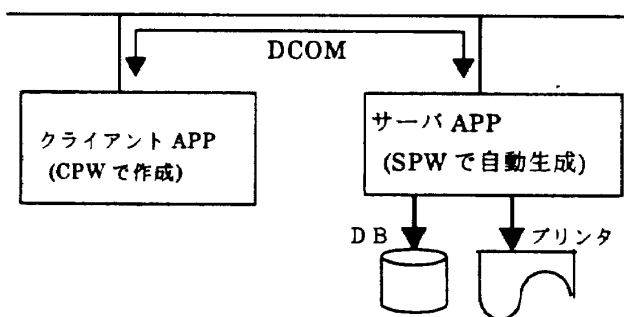 DCOM
クライアント APP
(CPW で作成)
サーバ APP
(SPW で自動生成)
DB
プリンタ